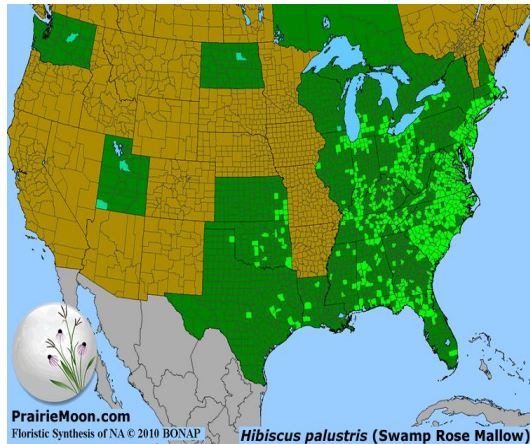 PrairieMoon.com
Floristic Synthesis of NA © 2010 BONAP
Hibiscus palustris (Swamp Rose Mallow)